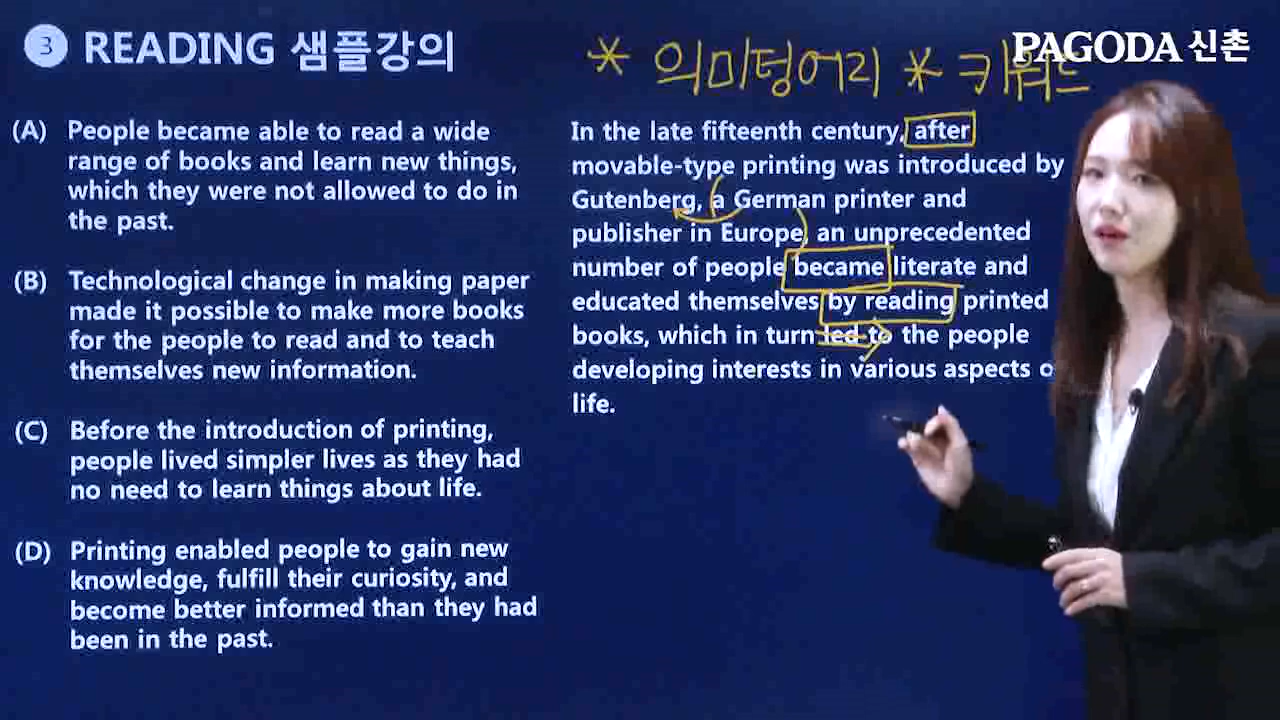 3 READING 샘플강의
* 의미덩어리 * 키워드
PAGODA 신촌
(A) People became able to read a wide
range of books and learn new things,
which they were not allowed to do in
the past.
(B) Technological change in making paper
made it possible to make more books
for the people to read and to teach
themselves new information.
(C) Before the introduction of printing,
people lived simpler lives as they had
no need to learn things about life.
(D) Printing enabled people to gain new
knowledge, fulfill their curiosity, and
become better informed than they had
been in the past.
In the late fifteenth century, after
movable-type printing was introduced by
Gutenberg, a German printer and
publisher in Europe, an unprecedented
number of people became literate and
educated themselves by reading printed
books, which in turn led to the people
developing interests in various aspects o
life.